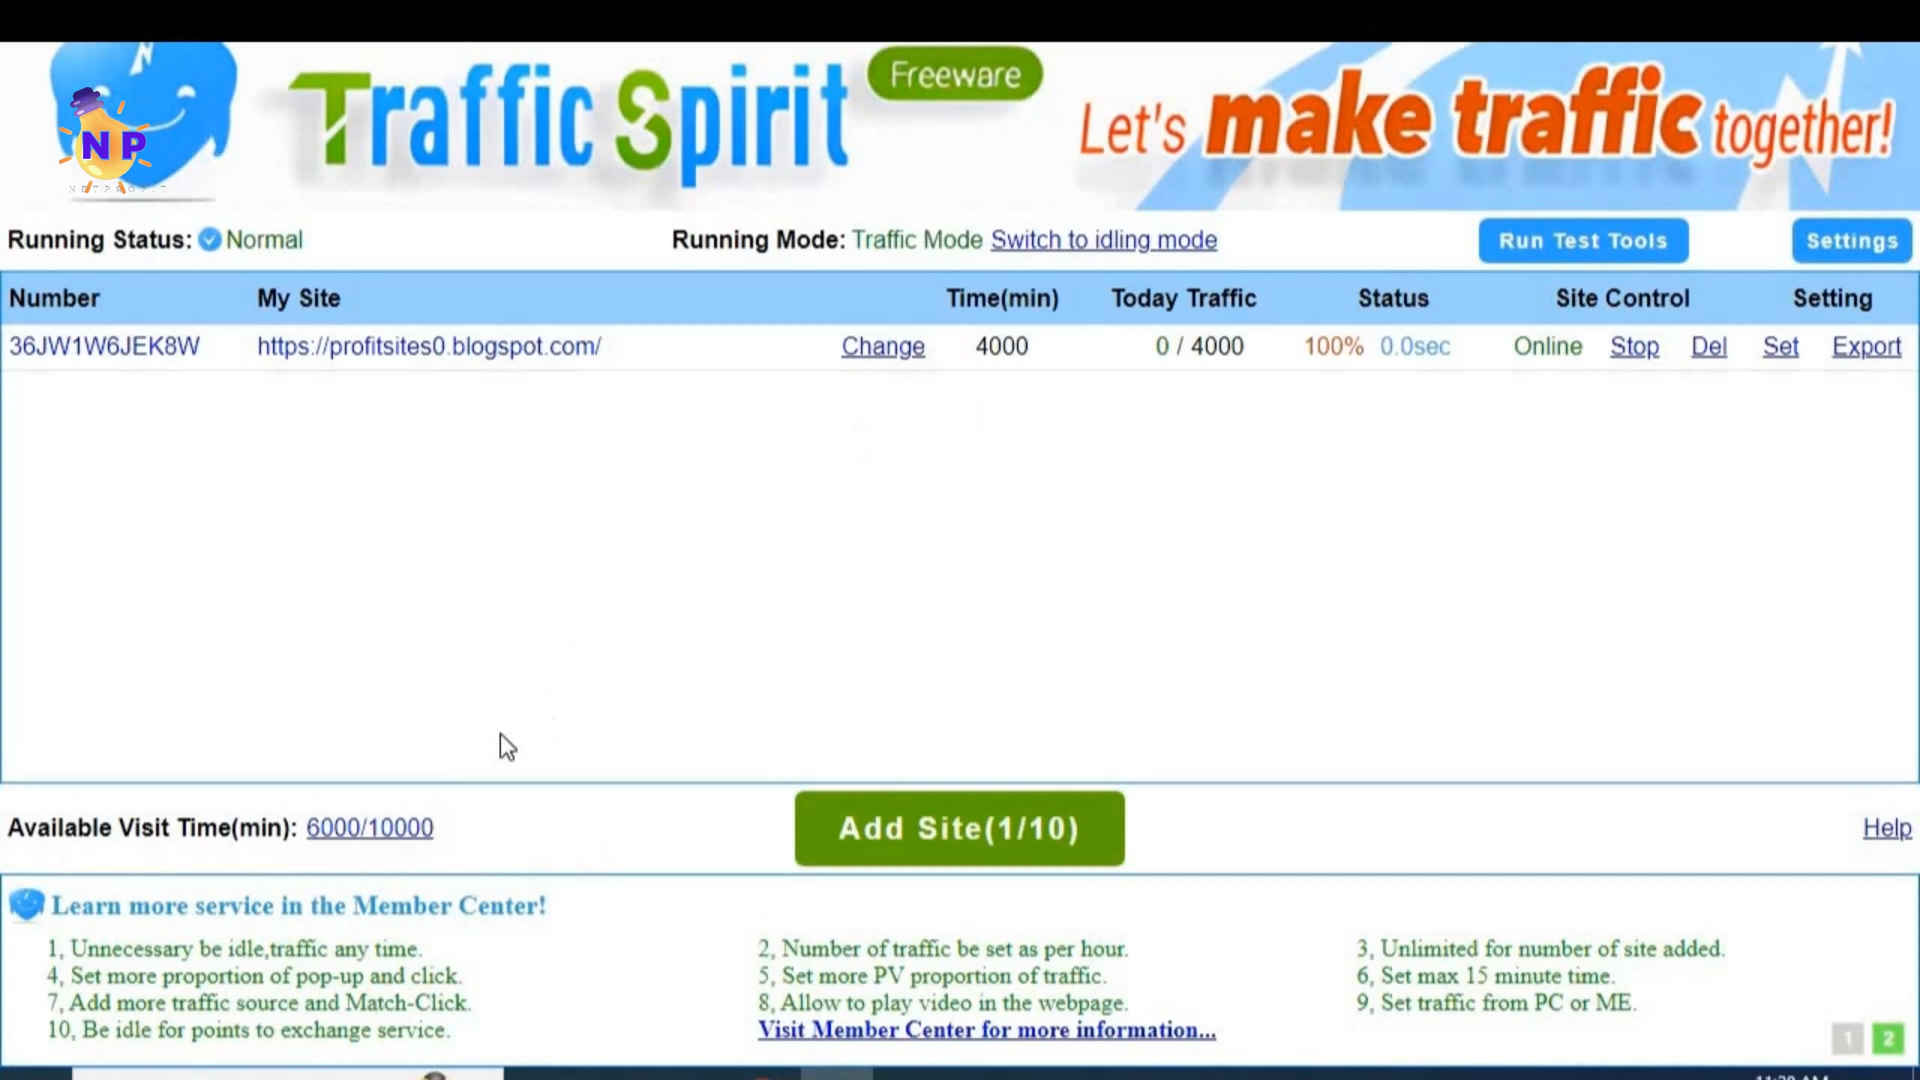 Traffic Spirit
Freeware
Let's make traffic together!
N P
NETPROFIT
Running Status: Normal
Running Mode: Traffic Mode Switch to idling mode
Run Test Tools
Settings
Number My Site Time(min) Today Traffic Status Site Control Setting
36JW1W6JEK8W https://profitsites0.blogspot.com/ Change 4000 0 / 4000 100% 0.0sec Online Stop Del Set Export
Available Visit Time(min): 6000/10000
Add Site(1/10)
Help
Learn more service in the Member Center!
1, Unnecessary be idle,traffic any time. 2, Number of traffic be set as per hour. 3, Unlimited for number of site added.
4, Set more proportion of pop-up and click. 5, Set more PV proportion of traffic. 6, Set max 15 minute time.
7, Add more traffic source and Match-Click. 8, Allow to play video in the webpage. 9, Set traffic from PC or ME.
10, Be idle for points to exchange service. Visit Member Center for more information...
1 2